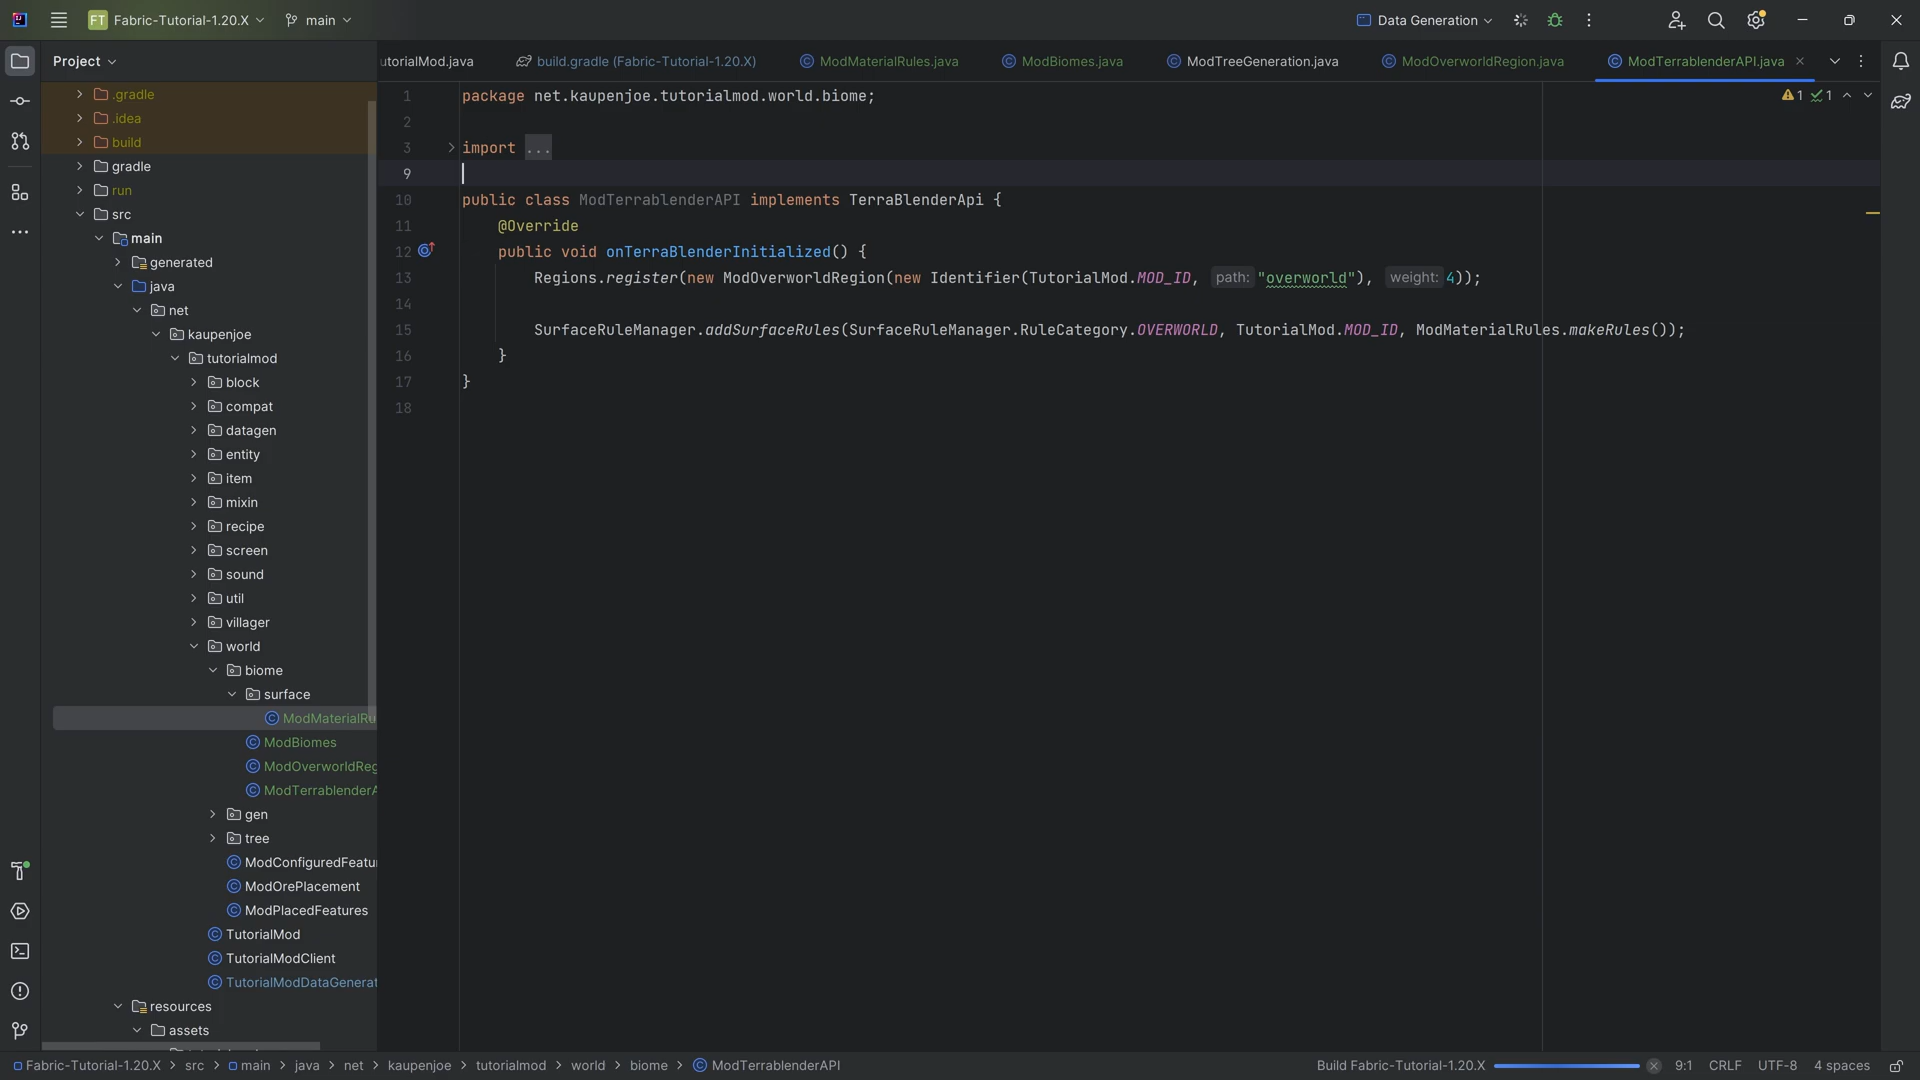 FT Fabric-Tutorial-1.20.X
main
Data Generation
Project
utorialMod.java
build.gradle (Fabric-Tutorial-1.20.X)
ModMaterialRules.java
ModBiomes.java
ModTreeGeneration.java
ModOverworldRegion.java
ModTerrablenderAPI.java
.gradle
.idea
build
gradle
run
src
main
generated
java
net
kaupenjoe
tutorialmod
block
compat
datagen
entity
item
mixin
recipe
screen
sound
util
villager
world
biome
surface
ModMaterialRu
ModBiomes
ModOverworldReg
ModTerrablenderA
gen
tree
ModConfiguredFeatu
ModOrePlacement
ModPlacedFeatures
TutorialMod
TutorialModClient
TutorialModDataGenerat
resources
assets
1 package net.kaupenjoe.tutorialmod.world.biome;
2
3 import ...
9
10 public class ModTerrablenderAPI implements TerraBlenderApi {
11 @Override
12 public void onTerraBlenderInitialized() {
13 Regions.register(new ModOverworldRegion(new Identifier(TutorialMod.MOD_ID, path: "overworld"), weight: 4));
14
15 SurfaceRuleManager.addSurfaceRules(SurfaceRuleManager.RuleCategory.OVERWORLD, TutorialMod.MOD_ID, ModMaterialRules.makeRules());
16 }
17 }
18
1 1
Fabric-Tutorial-1.20.X > src > main > java > net > kaupenjoe > tutorialmod > world > biome > ModTerrablenderAPI
Build Fabric-Tutorial-1.20.X
9:1 CRLF UTF-8 4 spaces